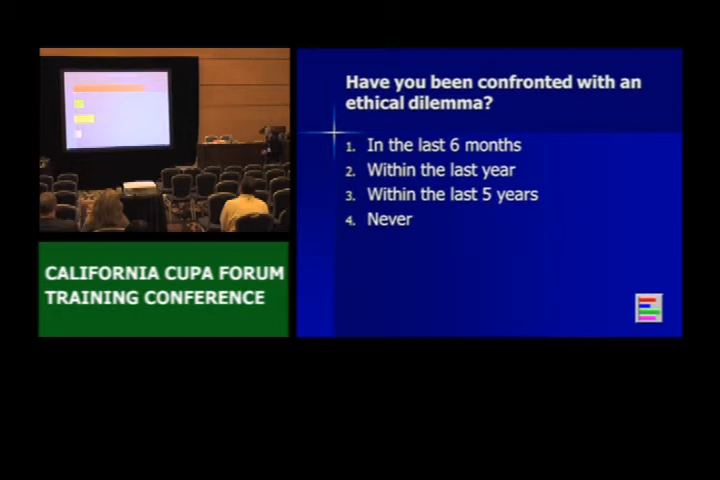 Have you been confronted with an
ethical dilemma?
1. In the last 6 months
2. Within the last year
3. Within the last 5 years
4. Never
CALIFORNIA CUPA FORUM
TRAINING CONFERENCE